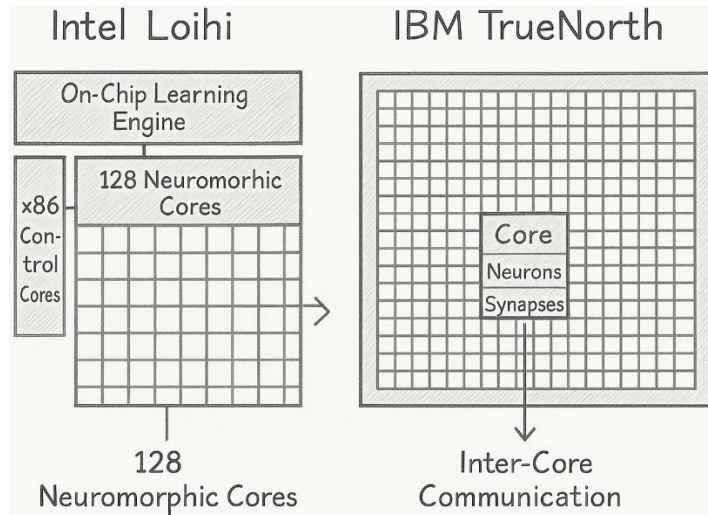 Intel Loihi
On-Chip Learning
Engine
x86
Con-
trol
Cores
128 Neuromorhic
Cores
128
Neuromorphic Cores
IBM TrueNorth
Core
Neurons
Synapses
Inter-Core
Communication